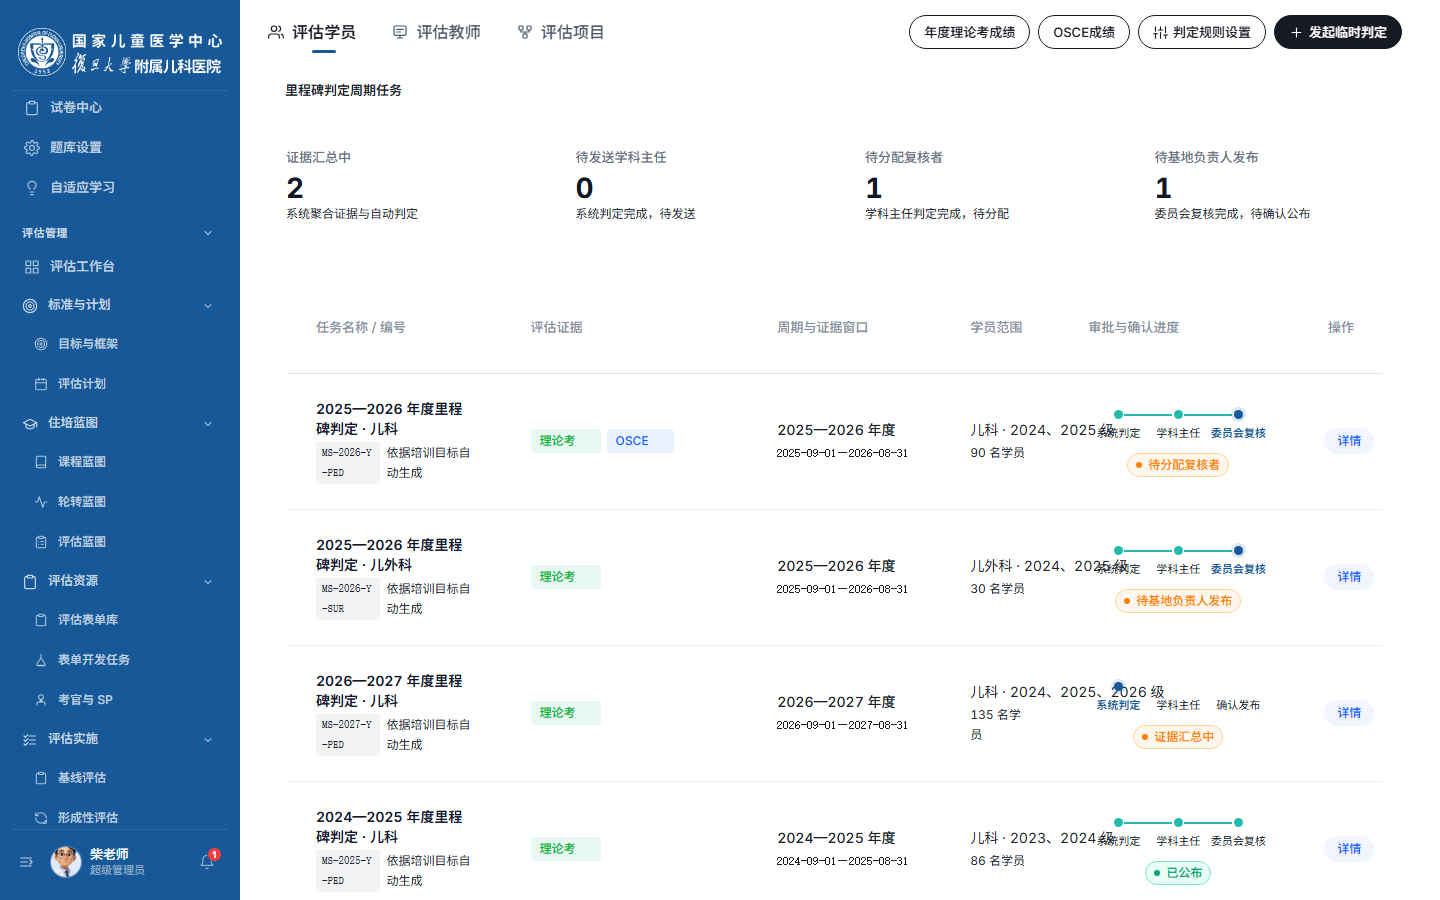 国家儿童医学中心
復旦大学附属儿科医院
试卷中心
题库设置
自适应学习
评估管理
评估工作台
标准与计划
目标与框架
评估计划
住培蓝图
课程蓝图
轮转蓝图
评估蓝图
评估资源
评估表单库
表单开发任务
考官与 SP
评估实施
基线评估
形成性评估
柴老师
超级管理员
1
评估学员
评估教师
评估项目
年度理论考成绩
OSCE成绩
判定规则设置
发起临时判定
里程碑判定周期任务
证据汇总中
2
系统聚合证据与自动判定
待发送学科主任
0
系统判定完成，待发送
待分配复核者
1
学科主任判定完成，待分配
待基地负责人发布
1
委员会复核完成，待确认公布
任务名称 / 编号
评估证据
周期与证据窗口
学员范围
审批与确认进度
操作
2025—2026 年度里程
碑判定 · 儿科
MS-2026-Y
-PED
依据培训目标自
动生成
理论考
OSCE
2025—2026 年度
2025-09-01—2026-08-31
儿科 · 2024、2025 级
90 名学员
系统判定
学科主任
委员会复核
待分配复核者
详情
2025—2026 年度里程
碑判定 · 儿外科
MS-2026-Y
-SUR
依据培训目标自
动生成
理论考
2025—2026 年度
2025-09-01—2026-08-31
儿外科 · 2024、2025 级
30 名学员
系统判定
学科主任
委员会复核
待基地负责人发布
详情
2026—2027 年度里程
碑判定 · 儿科
MS-2027-Y
-PED
依据培训目标自
动生成
理论考
2026—2027 年度
2026-09-01—2027-08-31
儿科 · 2024、2025、2026 级
135 名学
员
系统判定
学科主任
确认发布
证据汇总中
详情
2024—2025 年度里程
碑判定 · 儿科
MS-2025-Y
-PED
依据培训目标自
动生成
理论考
2024—2025 年度
2024-09-01—2025-08-31
儿科 · 2023、2024 级
86 名学员
系统判定
学科主任
委员会复核
已公布
详情